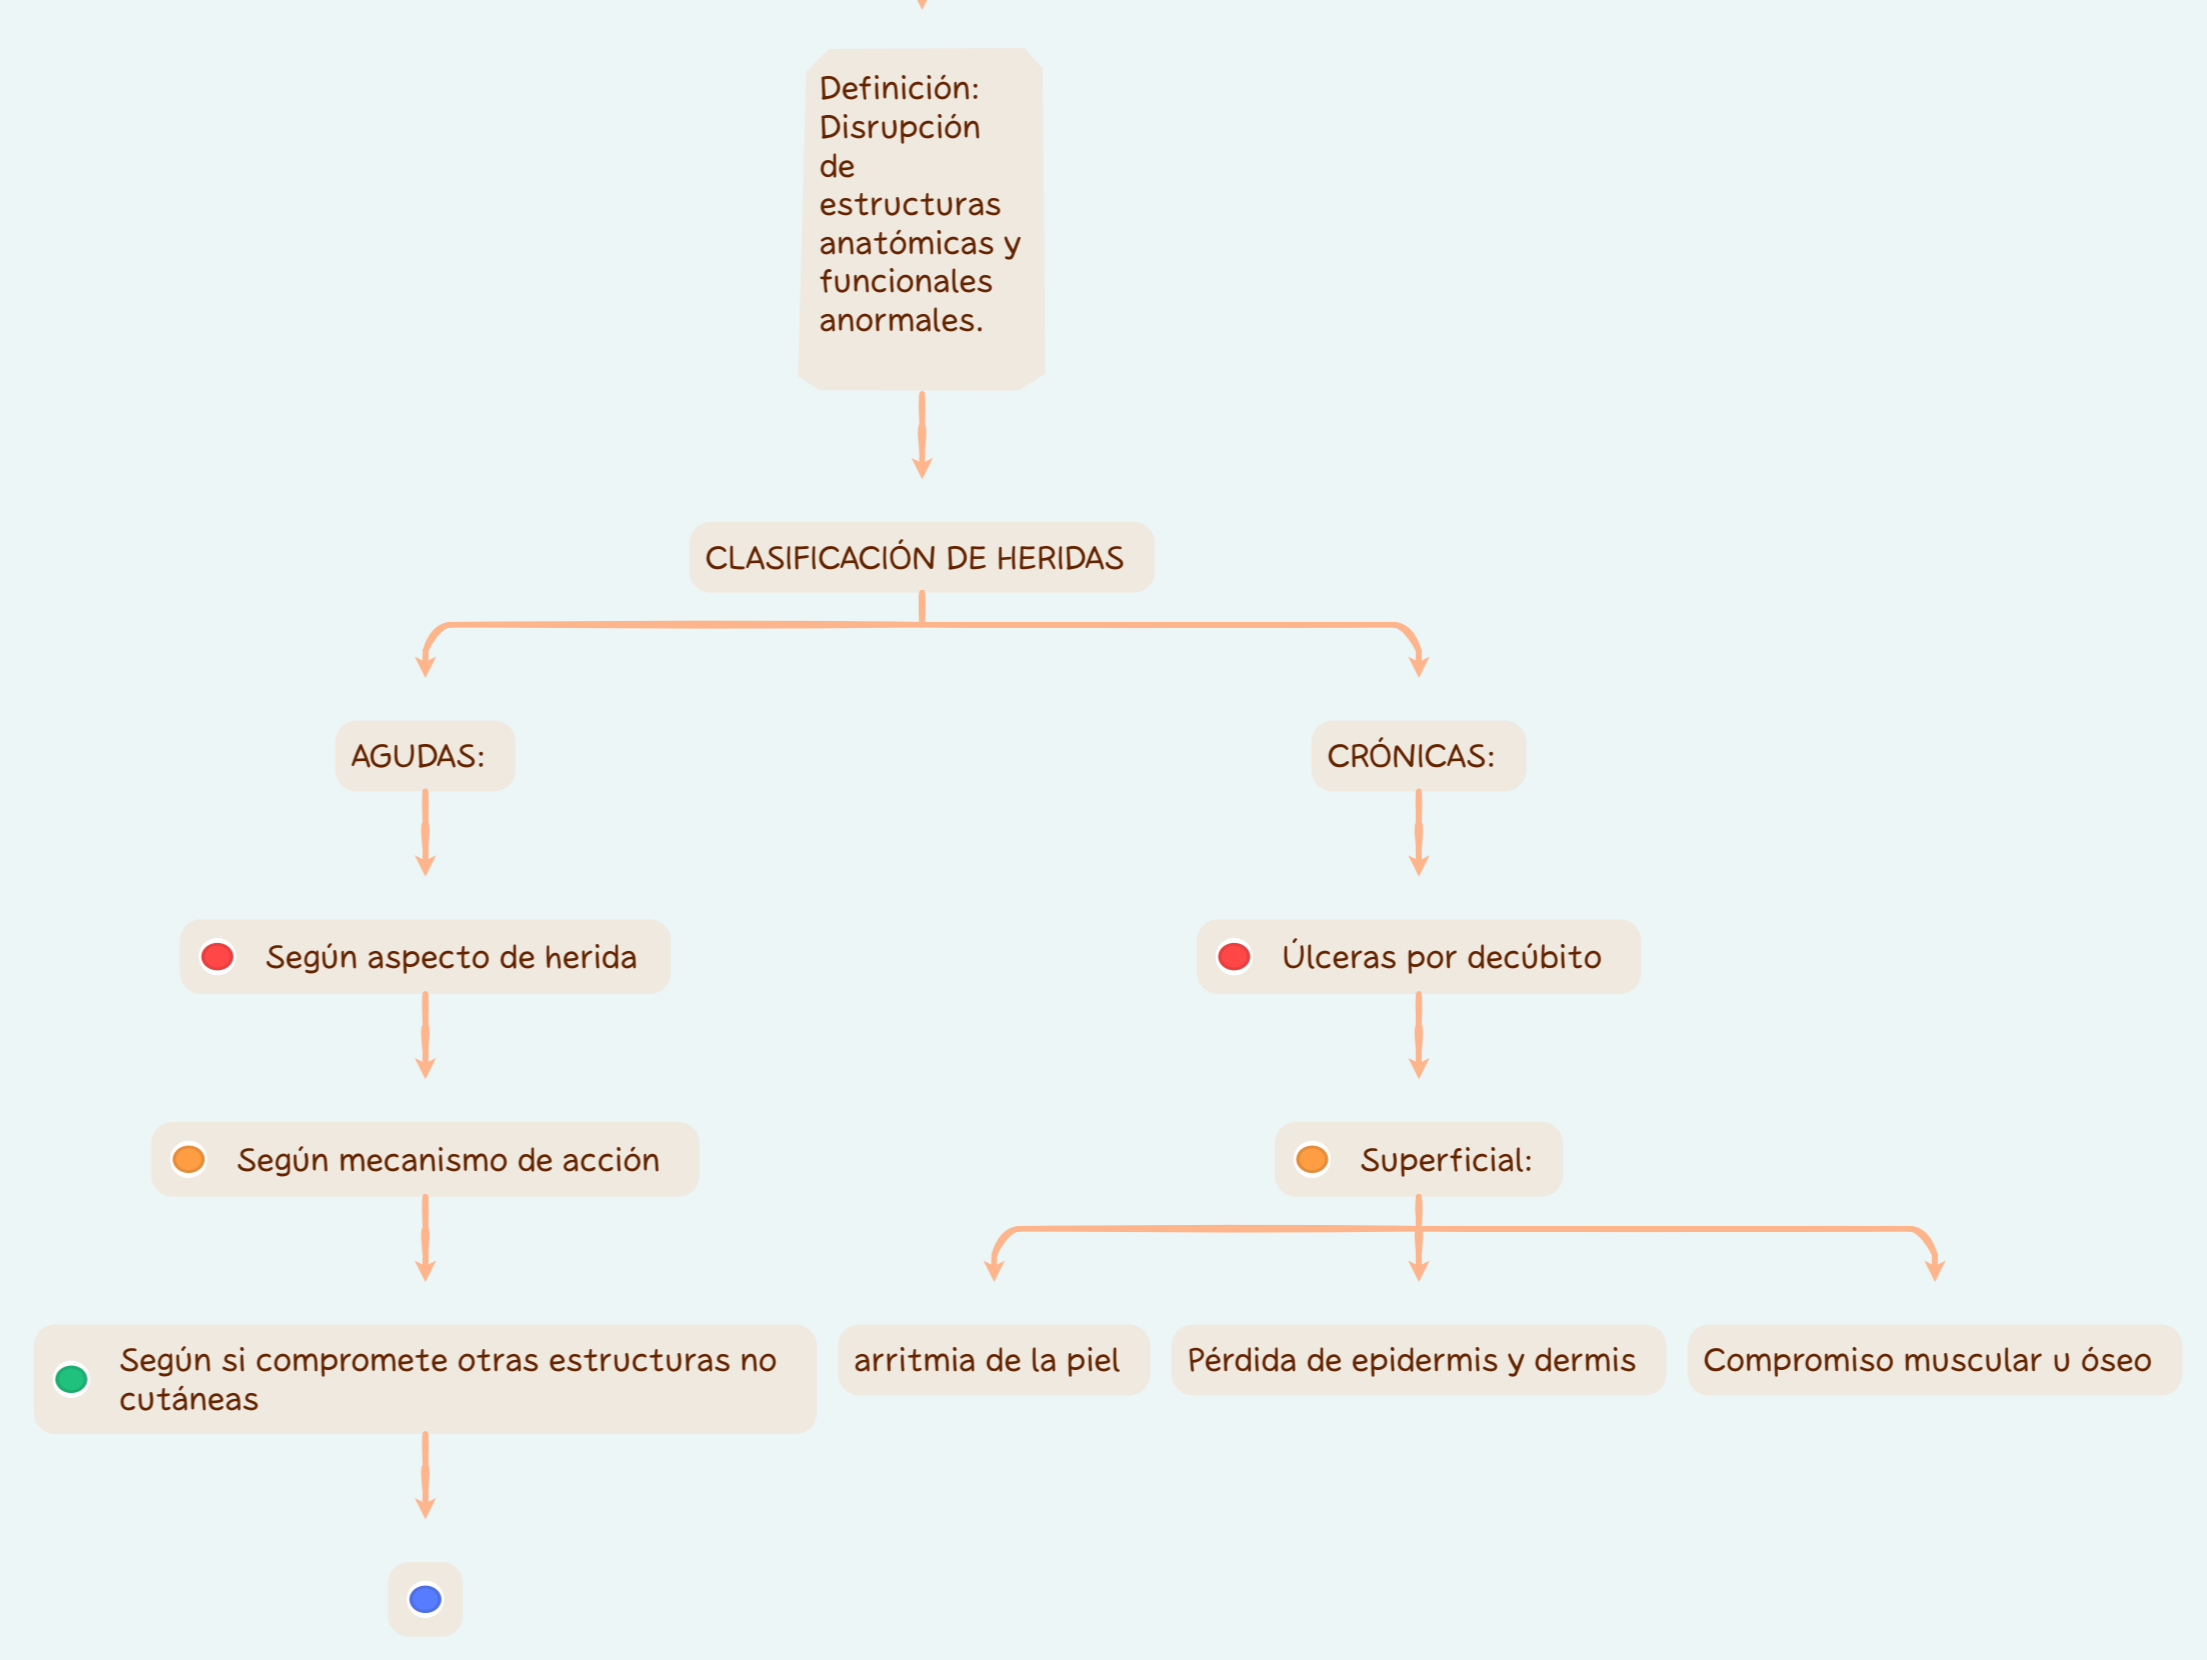 Definición:
Disrupción
de
estructuras
anatómicas y
funcionales
anormales.
CLASIFICACIÓN DE HERIDAS
AGUDAS:
CRÓNICAS:
Según aspecto de herida
Úlceras por decúbito
Según mecanismo de acción
Superficial:
Según si compromete otras estructuras no
cutáneas
arritmia de la piel
Pérdida de epidermis y dermis
Compromiso muscular u óseo